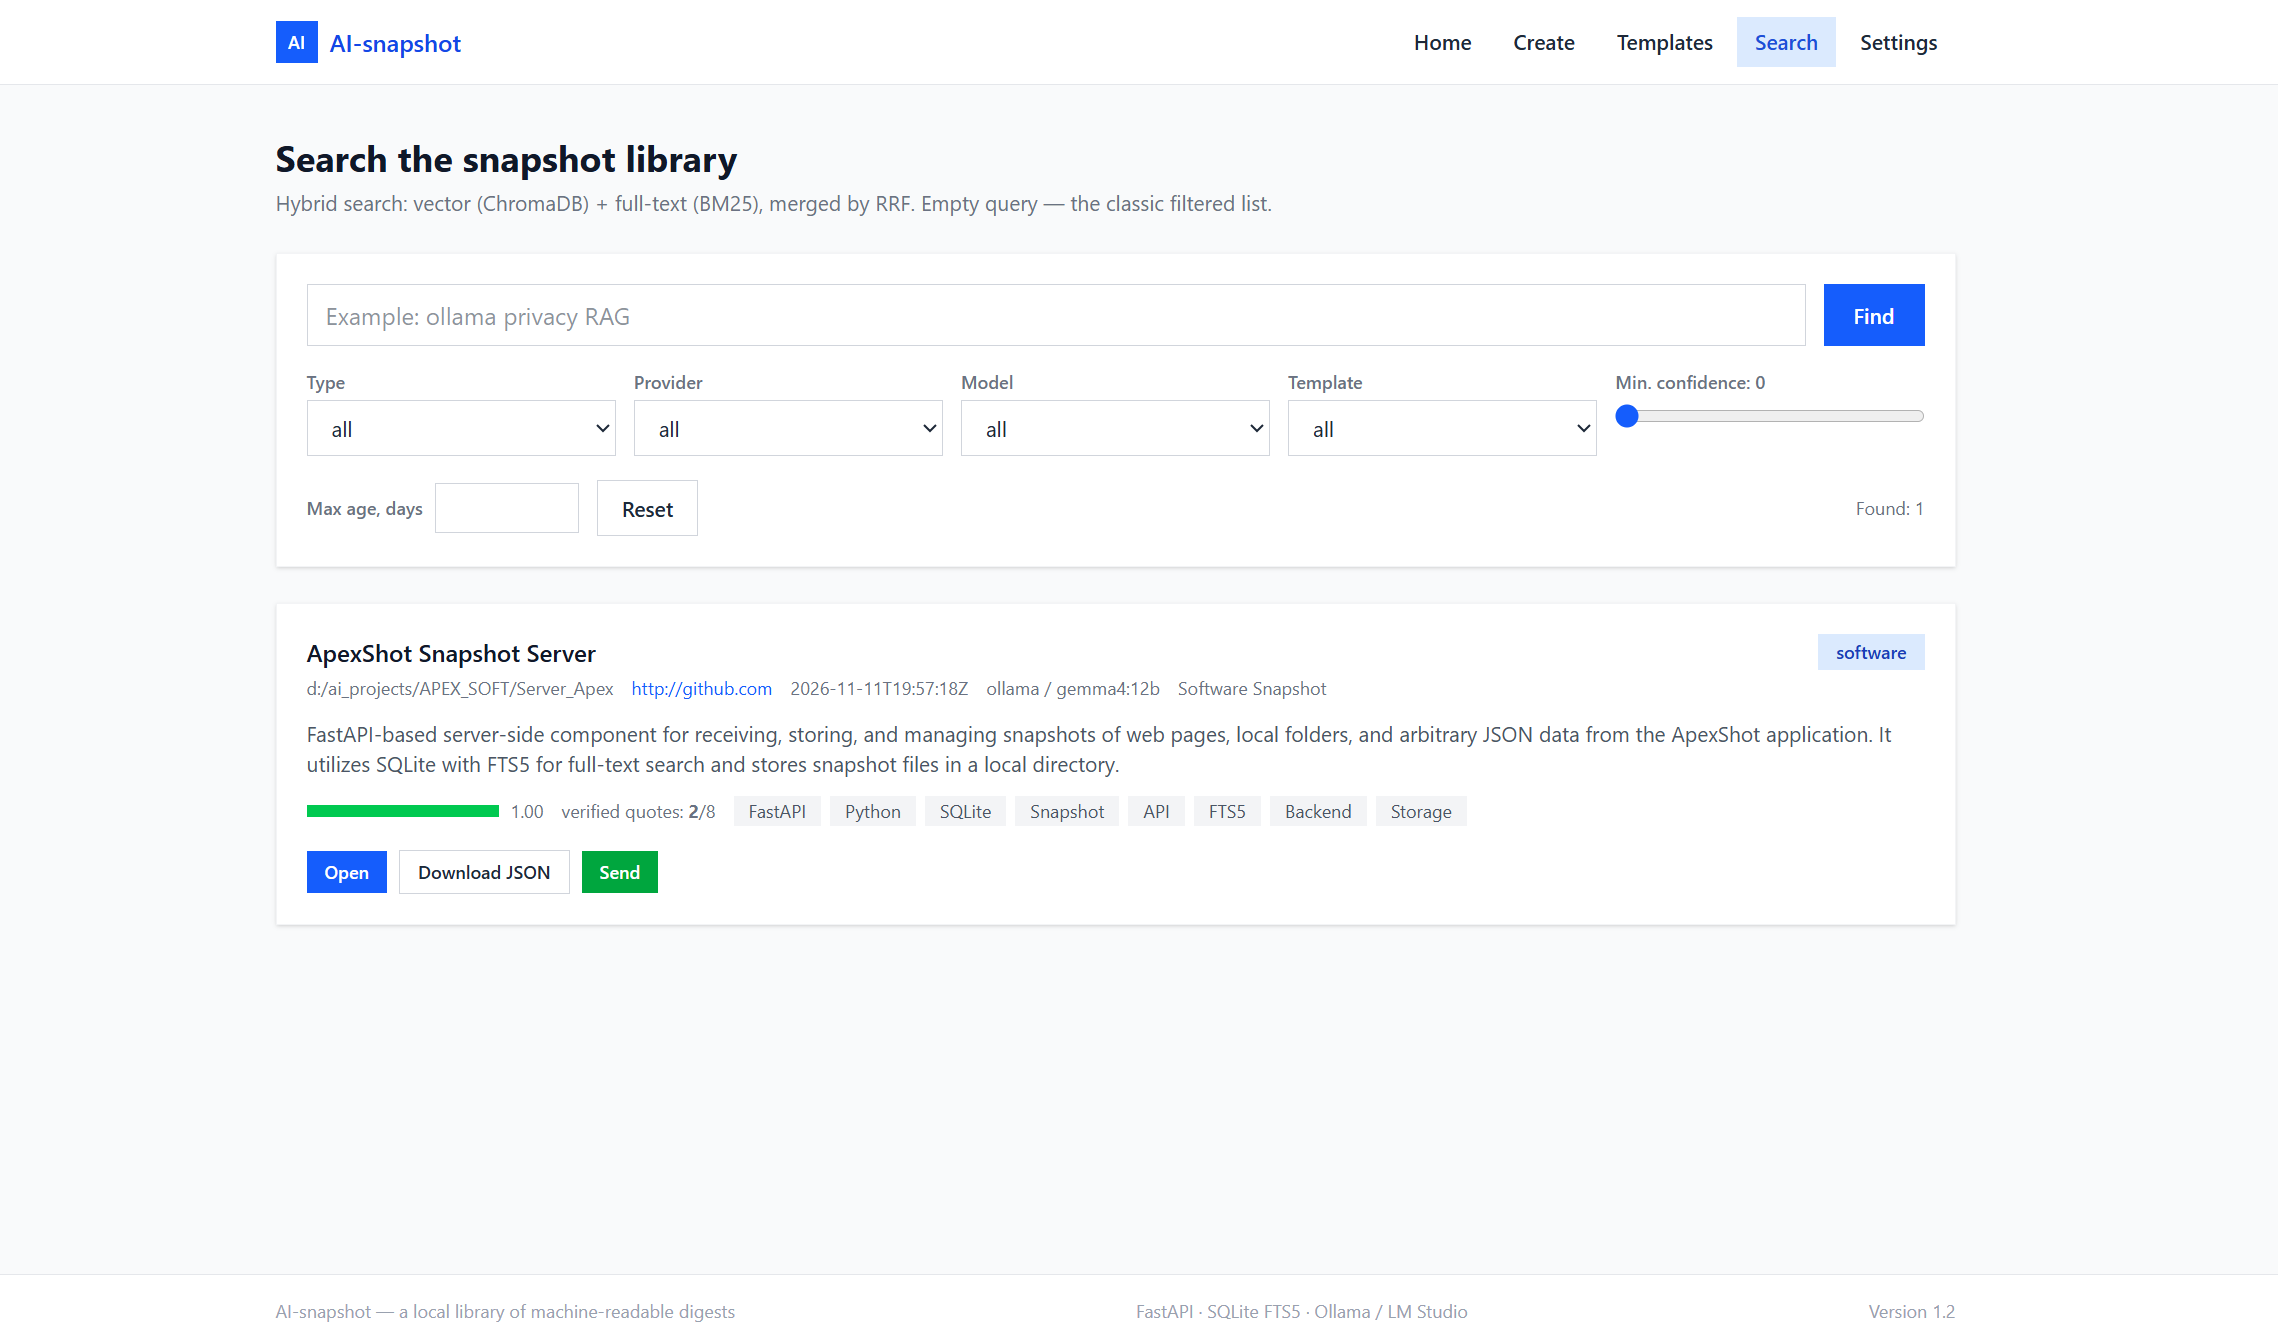 AI AI-snapshot Home Create Templates Search Settings
Search the snapshot library
Hybrid search: vector (ChromaDB) + full-text (BM25), merged by RRF. Empty query — the classic filtered list.
Example: ollama privacy RAG Find
Type Provider Model Template Min. confidence: 0
all all all all
Max age, days Reset Found: 1
ApexShot Snapshot Server software
d:/ai_projects/APEX_SOFT/Server_Apex http://github.com 2026-11-11T19:57:18Z ollama / gemma4:12b Software Snapshot
FastAPI-based server-side component for receiving, storing, and managing snapshots of web pages, local folders, and arbitrary JSON data from the ApexShot application. It
utilizes SQLite with FTS5 for full-text search and stores snapshot files in a local directory.
1.00 verified quotes: 2/8 FastAPI Python SQLite Snapshot API FTS5 Backend Storage
Open Download JSON Send
AI-snapshot — a local library of machine-readable digests FastAPI · SQLite FTS5 · Ollama / LM Studio Version 1.2